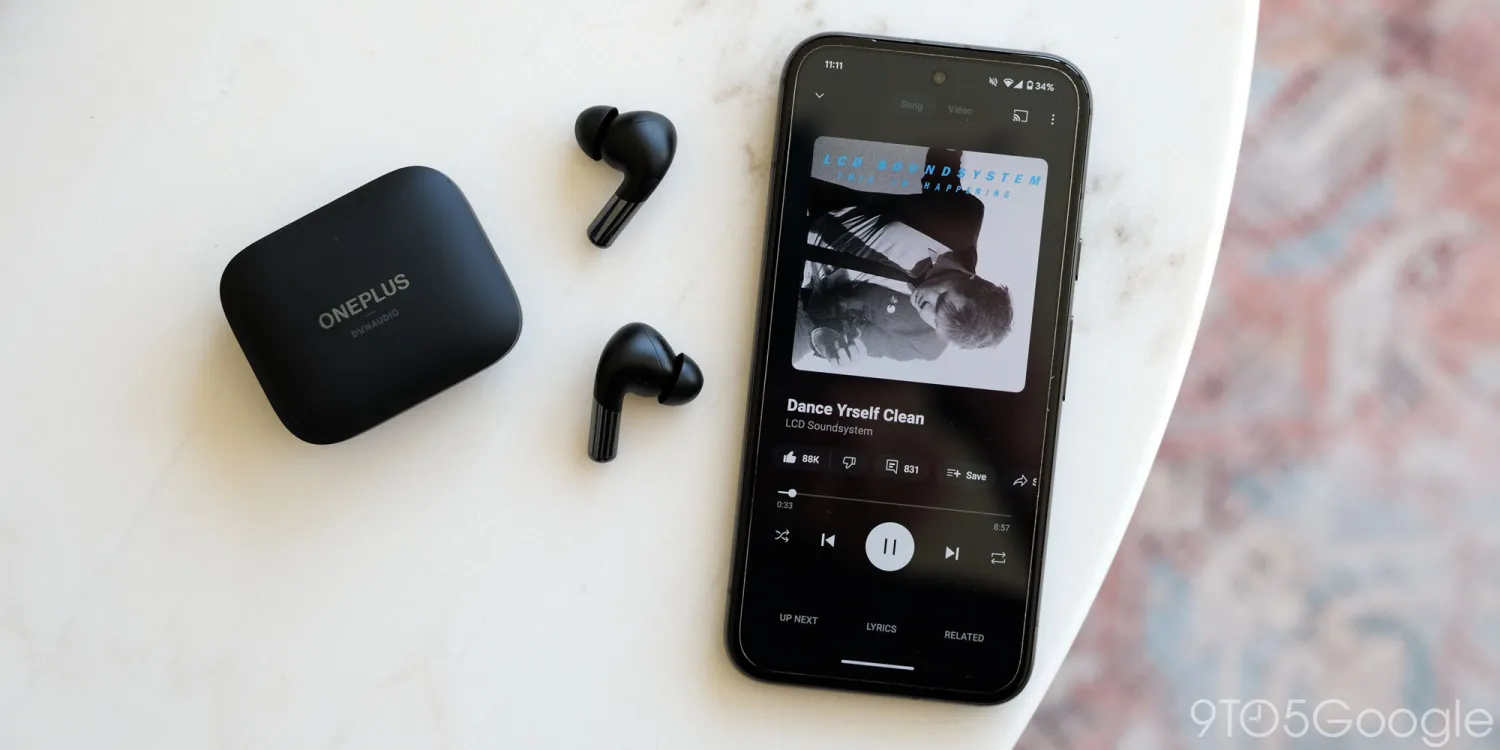 ONEPLUS
DYNAUDIO
11:11
34%
Song Video
LCD SOUNDSYSTEM
THIS IS HAPPENING
Dance Yrself Clean
LCD Soundsystem
88K 831 Save S
0:33 8:57
UP NEXT LYRICS RELATED
9TO5Google